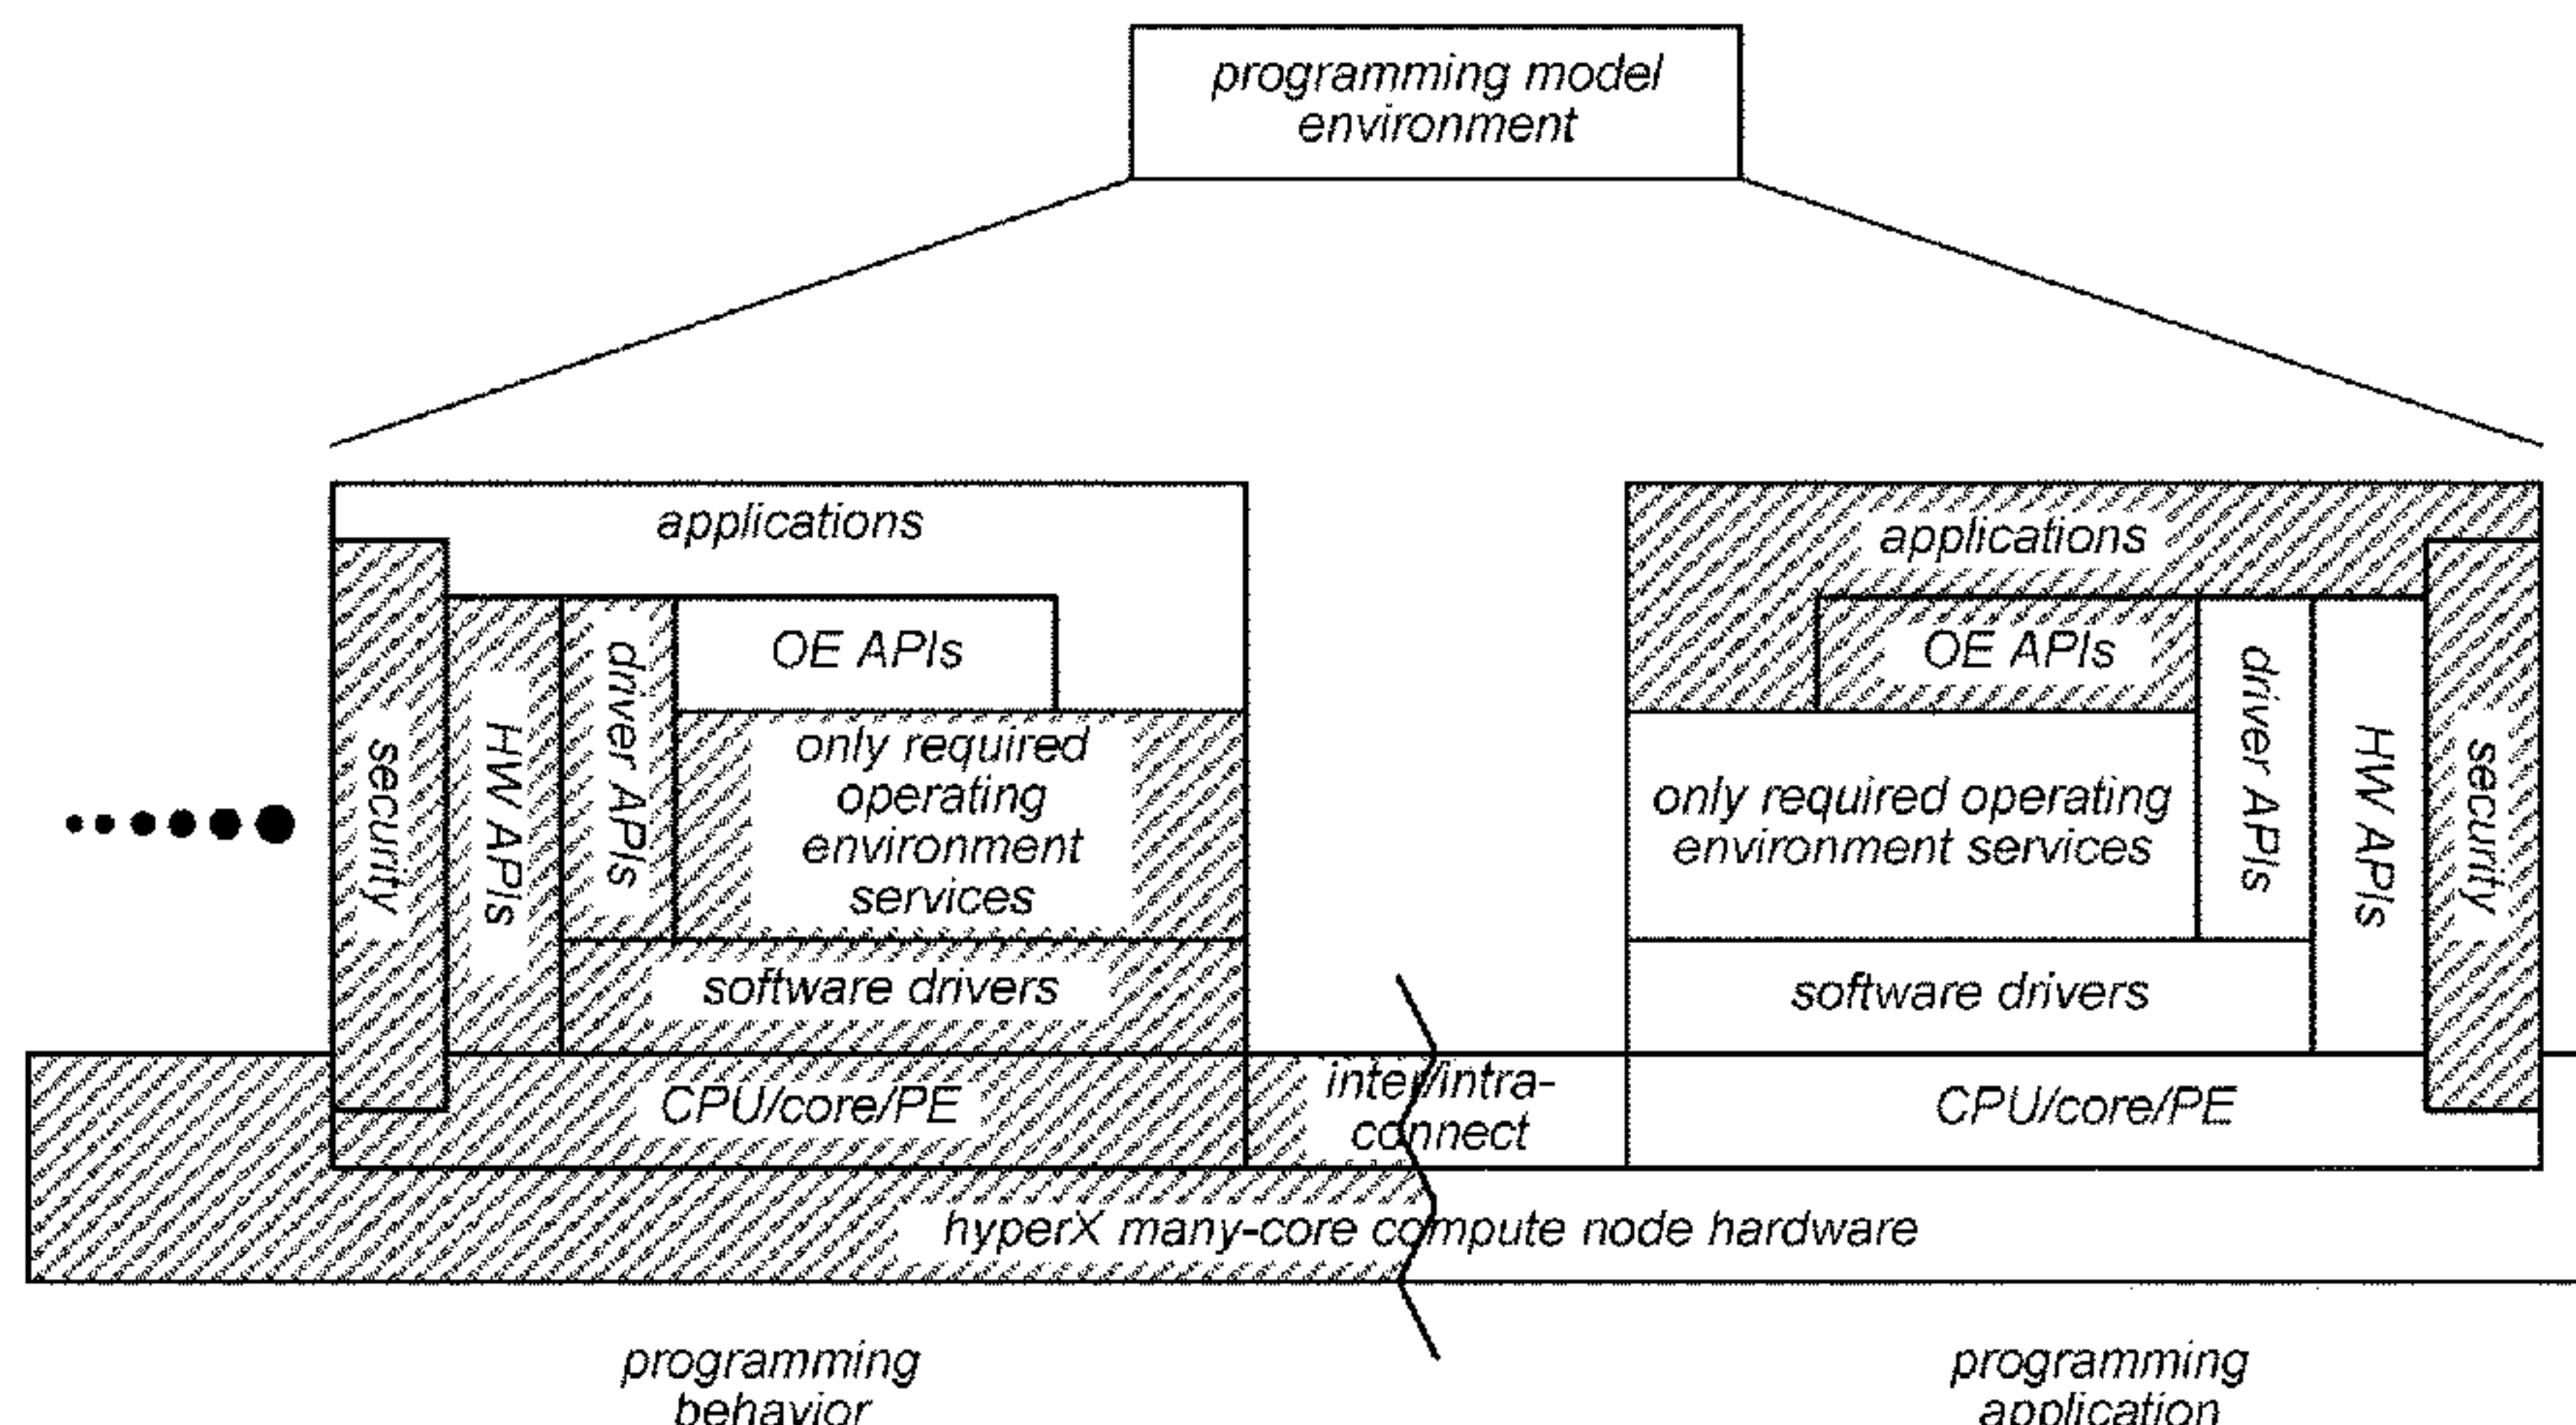 programming model
environment
applications
security
HW APIs
driver APIs
OE APIs
only required
operating
environment
services
software drivers
CPU/core/PE
inter/intra-
connect
applications
OE APIs
only required operating
environment services
driver APIs
HW APIs
security
software drivers
CPU/core/PE
hyperX many-core compute node hardware
programming
behavior
programming
application